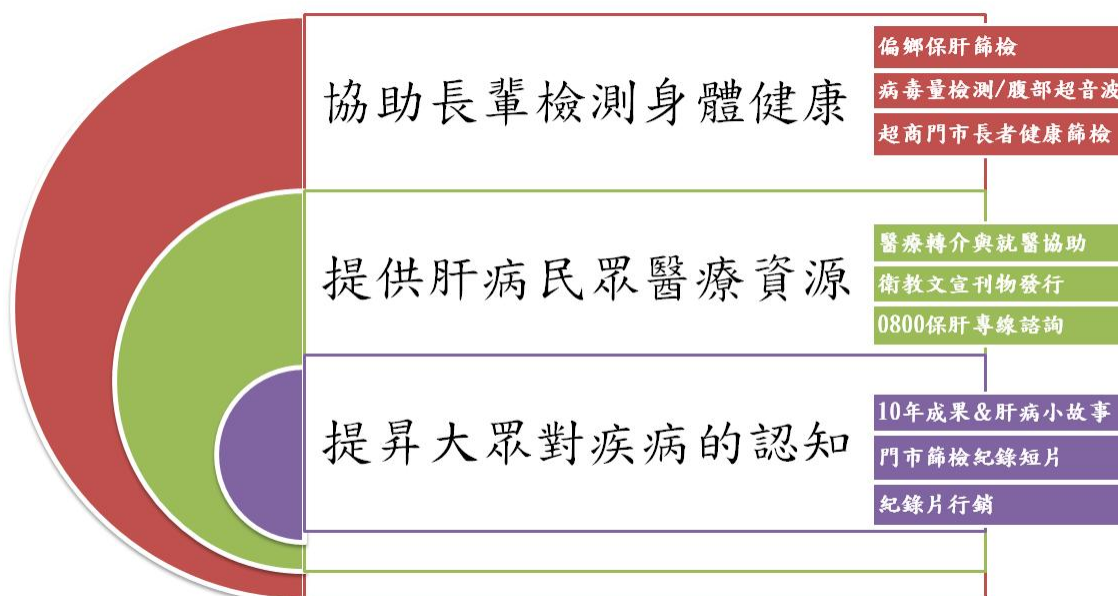 協助長輩檢測身體健康
偏鄉保肝篩檢
病毒量檢測/腹部超音波
超商門市長者健康篩檢
提供肝病民眾醫療資源
醫療轉介與就醫協助
衛教文宣刊物發行
0800保肝專線諮詢
提昇大眾對疾病的認知
10年成果&肝病小故事
門市篩檢紀錄短片
紀錄片行銷